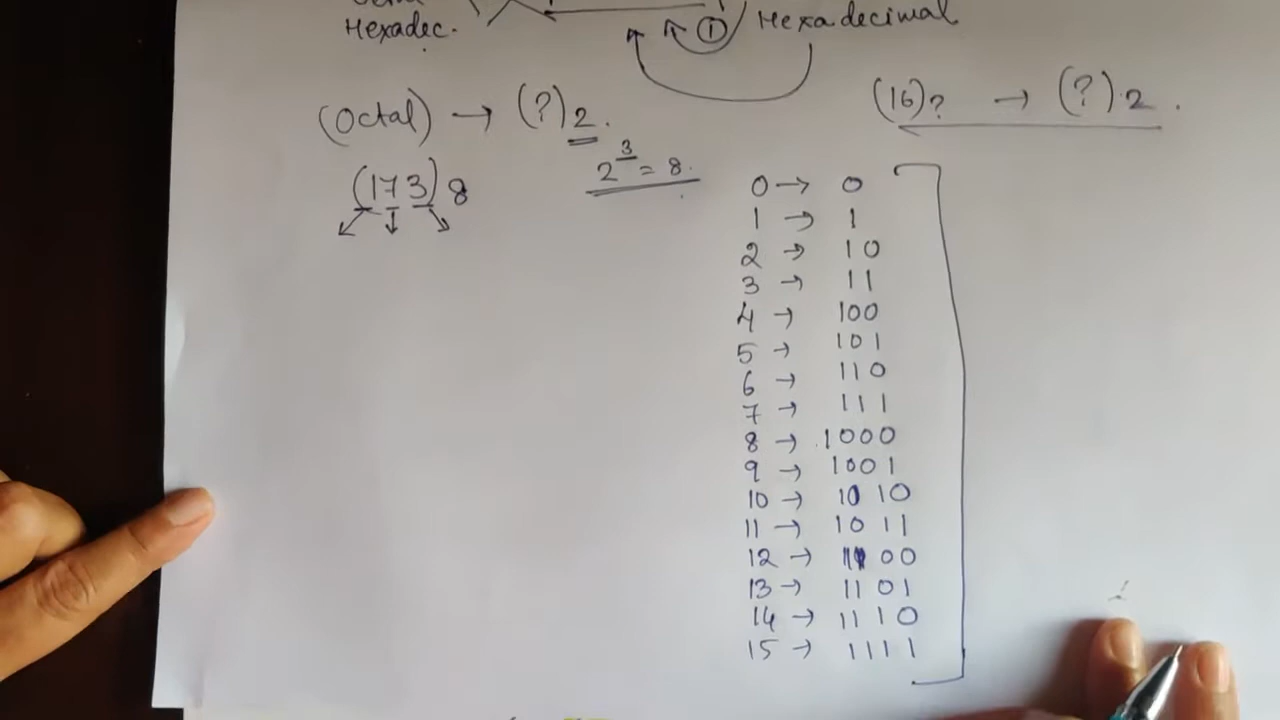 Hexadec.
① Hexadecimal
(Octal) → (?)2.
(16)? → (?)2.
2^3 = 8.
(173)8
0 → 0
1 → 1
2 → 10
3 → 11
4 → 100
5 → 101
6 → 110
7 → 111
8 → 1000
9 → 1001
10 → 1010
11 → 1011
12 → 1100
13 → 1101
14 → 1110
15 → 1111